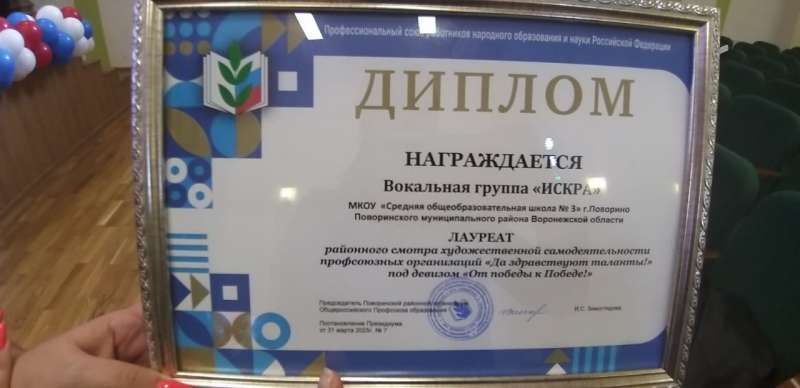 Профессиональный союз работников народного образования и науки Российской Федерации
ДИПЛОМ
НАГРАЖДАЕТСЯ
Вокальная группа «ИСКРА»
МКОУ «Средняя общеобразовательная школа № 3» г.Поворино
Поворинского муниципального района Воронежской области
ЛАУРЕАТ
районного смотра художественной самодеятельности
профсоюзных организаций «Да здравствуют таланты!»
под девизом «От победы к Победе!»
Председатель Поворинской районной
Общероссийского Профсоюза образования
Постановление Президиума
от 31 марта 2025г. № 7